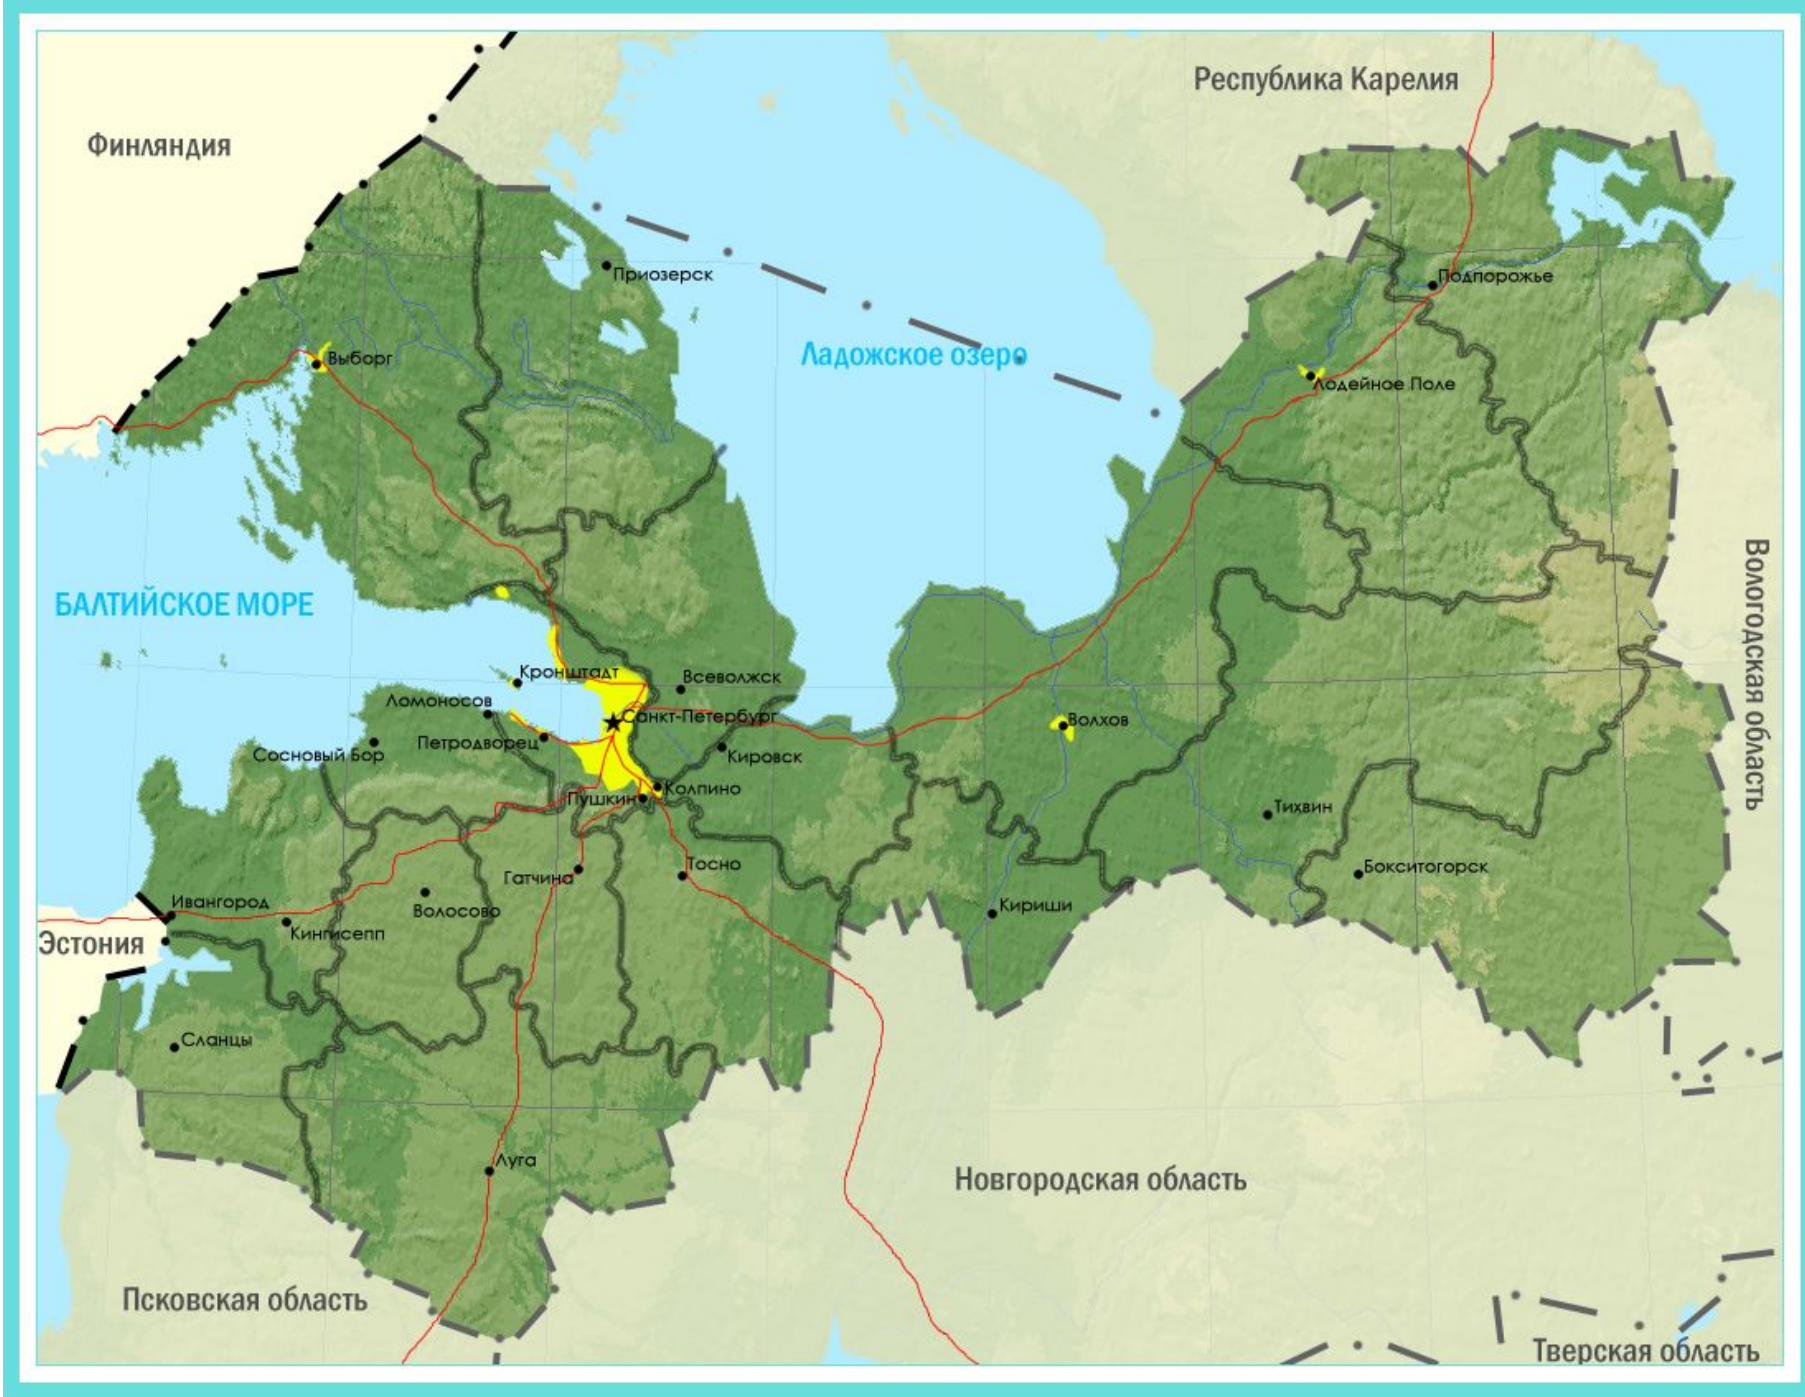 Республика Карелия
Финляндия
Приозерск
Подпорожье
Ладожское озеро
Выборг
Лодейное Поле
БАЛТИЙСКОЕ МОРЕ
Вологодская область
Кронштадт
Всеволжск
Ломоносов
Санкт-Петербург
Волхов
Петродворец
Сосновый Бор
Кировск
Колпино
Пушкин
Тихвин
Тосно
Бокситогорск
Гатчина
Ивангород
Волосово
Кириши
Кингисепп
Эстония
Сланцы
Луга
Новгородская область
Псковская область
Тверская область